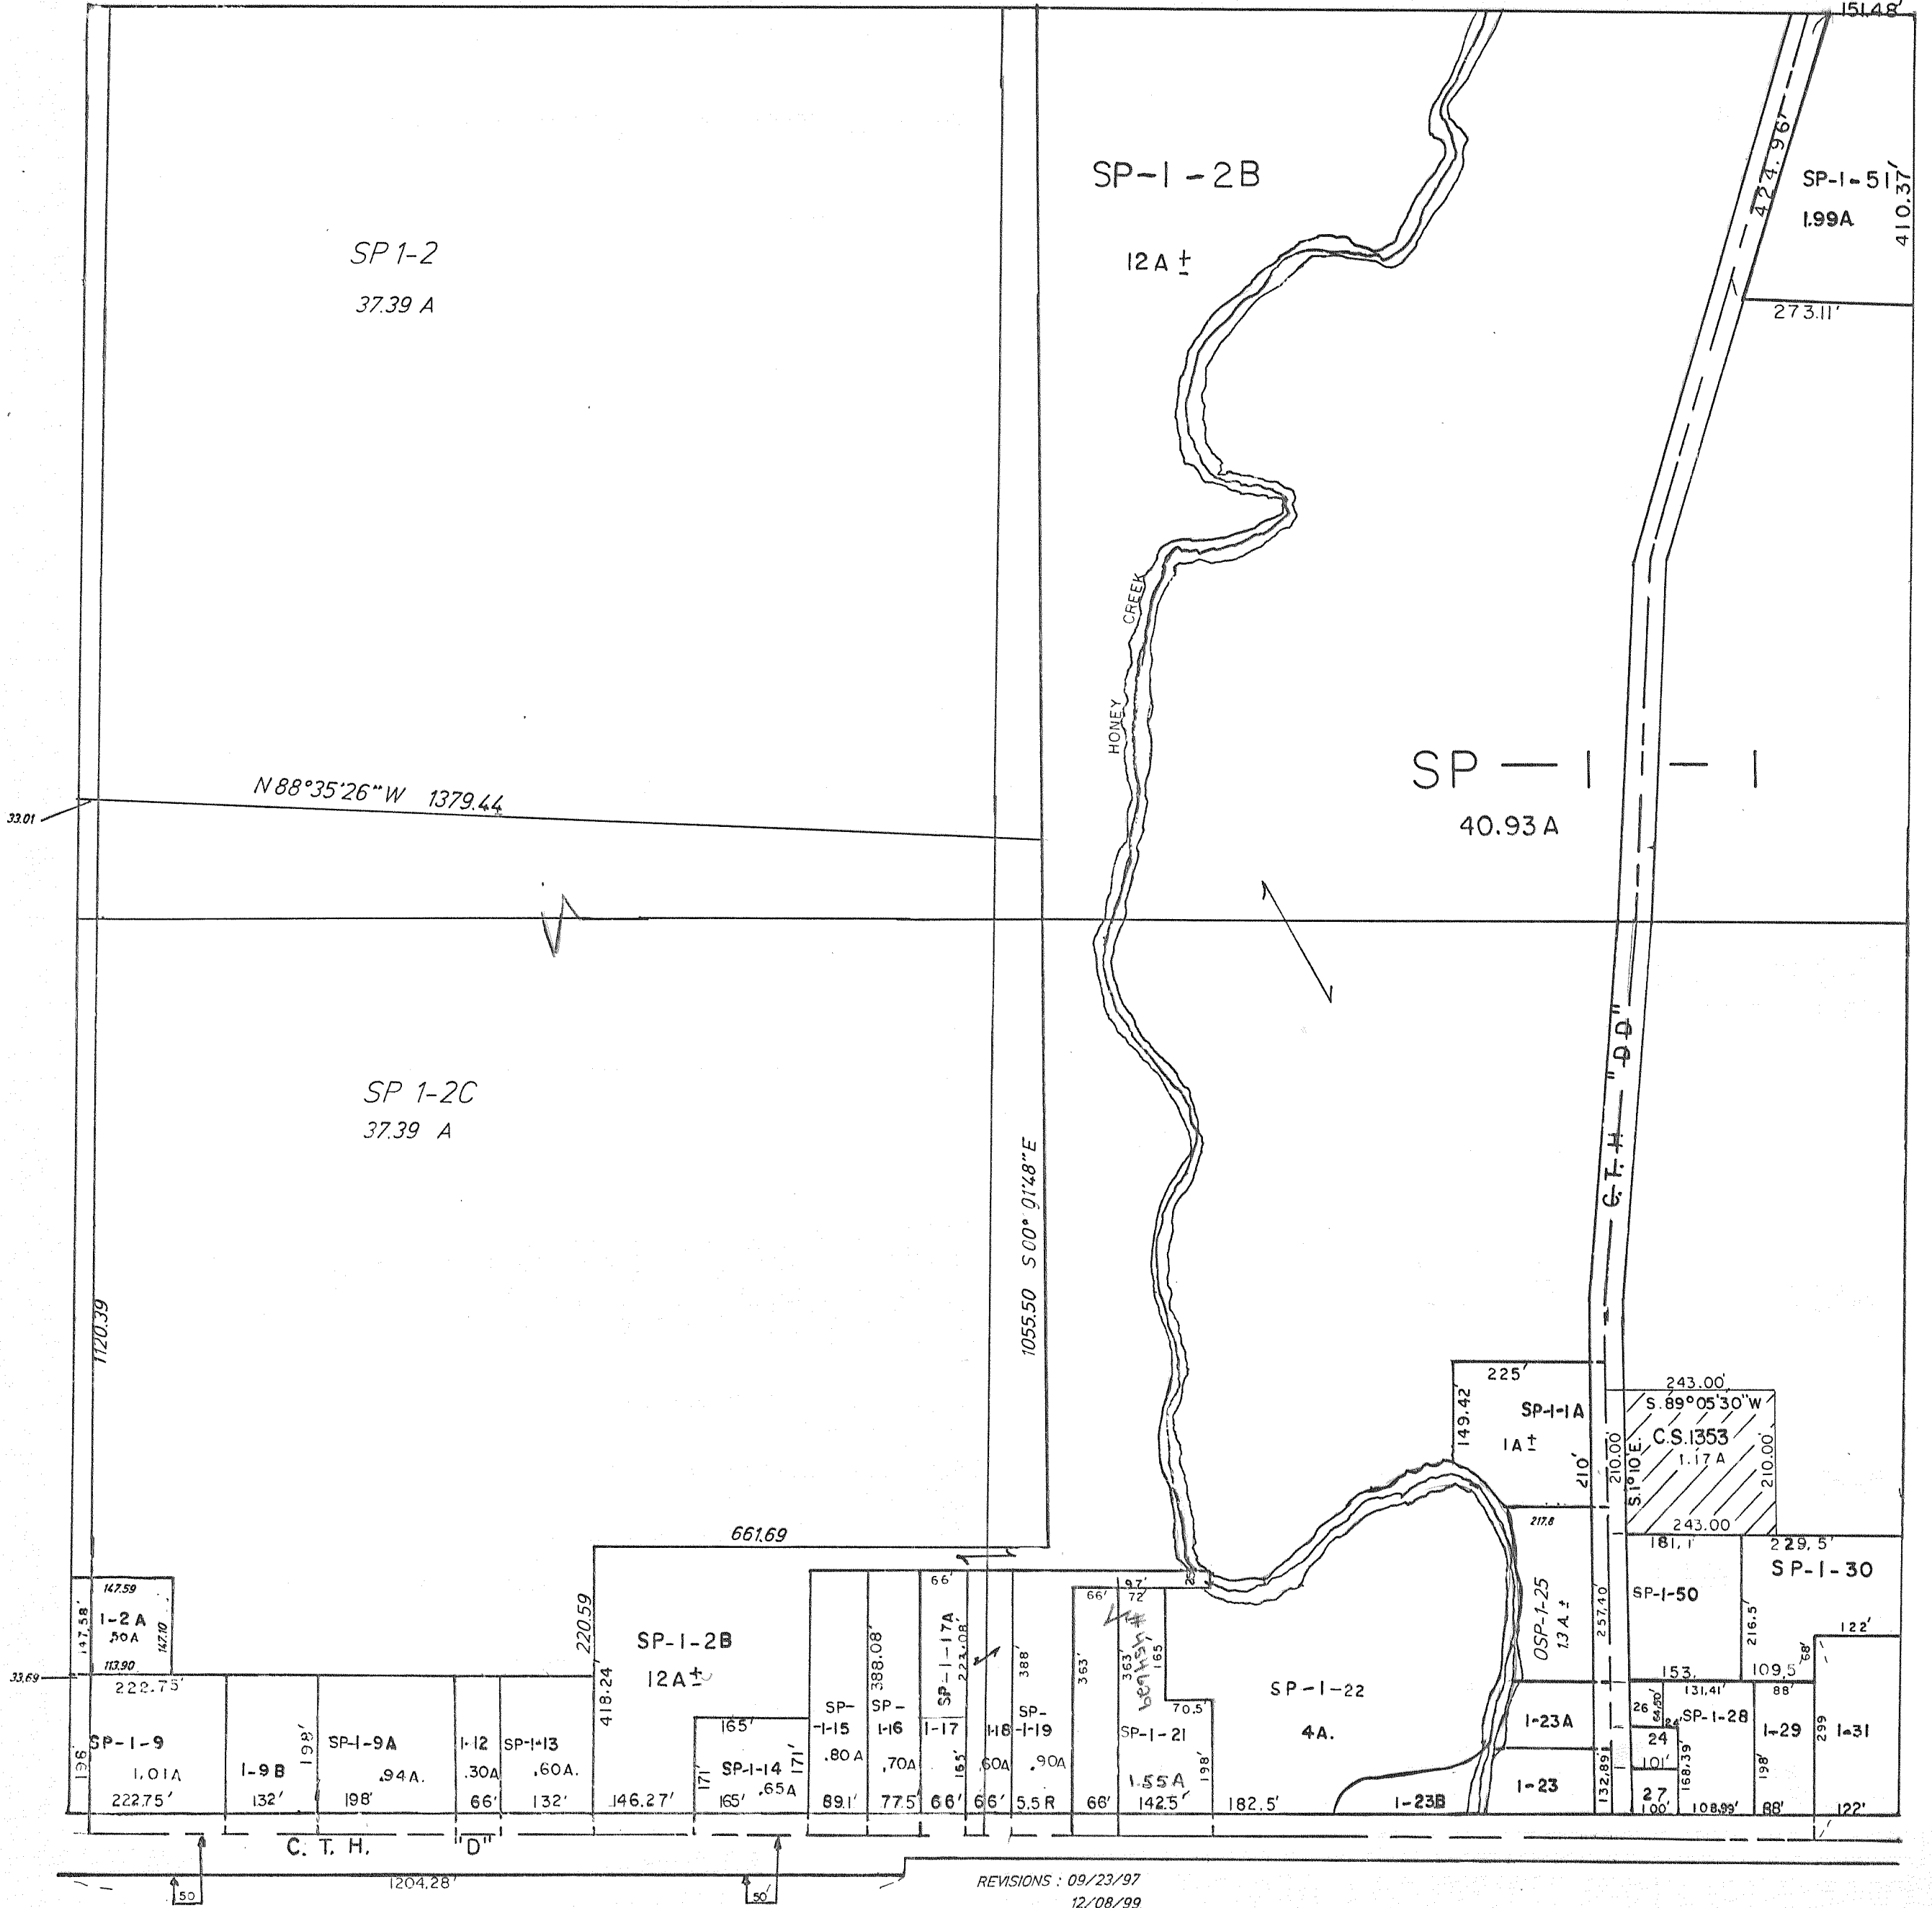 151.48'
SP-1-2B
12 A ±
SP 1-2
37.39 A
424.96'
SP-1-51
1.99A
410.37'
273.11'
HONEY CREEK
N 88°35'26"W 1379.44
33.01
SP — 1 - 1
40.93 A
C.T.H. "DD"
SP 1-2C
37.39 A
1120.39
1055.50 S 00° 01'48"E
225'
149.42'
SP-1-1A
1A ±
210'
210.00'
S.1°10'E.
243.00'
S.89°05'30"W
C.S.1353
1.17 A
210.00'
243.00
661.69
220.59
418.24'
147.59
1-2 A
.50A
147.58'
147.10
113.90
33.69
222.75'
SP-1-9
1.01A
196
222.75'
1-9 B
132'
198'
SP-1-9A
.94A.
198'
1-12
.30A
66'
SP-1-13
.60A.
132'
SP-1-2B
12A ±
146.27'
165'
171'
SP-1-14
.65A
171'
165'
SP-
-1-15
.80 A
89.1'
388.08'
SP-
1-16
.70A
77.5'
66'
SP-1-17A
223.08'
1-17
165'
66'
1-18
.60A
66'
388'
SP-
-1-19
.90A
5.5 R
66'
363'
66'
97'
72'
25'
363'
165
SP-1-21
1.55 A
142.5'
70.5'
198'
182.5'
SP-1-22
4A.
1-23B
217.8
OSP-1-25
1.3 A. ±
257.40'
1-23A
1-23
132.89'
181.1'
SP-1-50
153.
229.5'
SP-1-30
216.5'
122'
68'
109.5
26
24
101'
27
100'
131.41'
SP-1-28
168.39'
108.99'
88'
1-29
198'
88'
299
1-31
122'
C. T. H. "D"
1204.28'
50'
50'
REVISIONS : 09/23/97
12/08/99